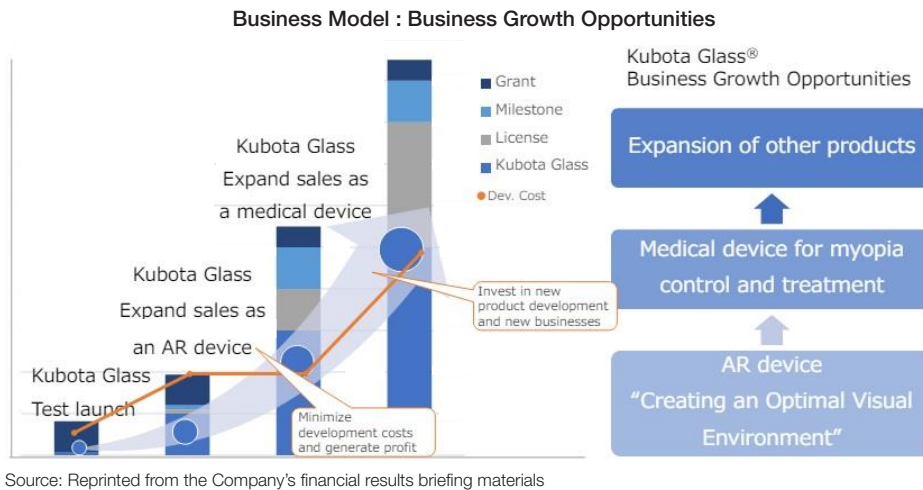 Business Model : Business Growth Opportunities
Kubota Glass®
Business Growth Opportunities
Grant
Milestone
License
Kubota Glass
Dev. Cost
Kubota Glass
Expand sales as
a medical device
Kubota Glass
Expand sales as
an AR device
Kubota Glass
Test launch
Invest in new
product development
and new businesses
Minimize
development costs
and generate profit
Expansion of other products
Medical device for myopia
control and treatment
AR device
“Creating an Optimal Visual
Environment”
Source: Reprinted from the Company’s financial results briefing materials